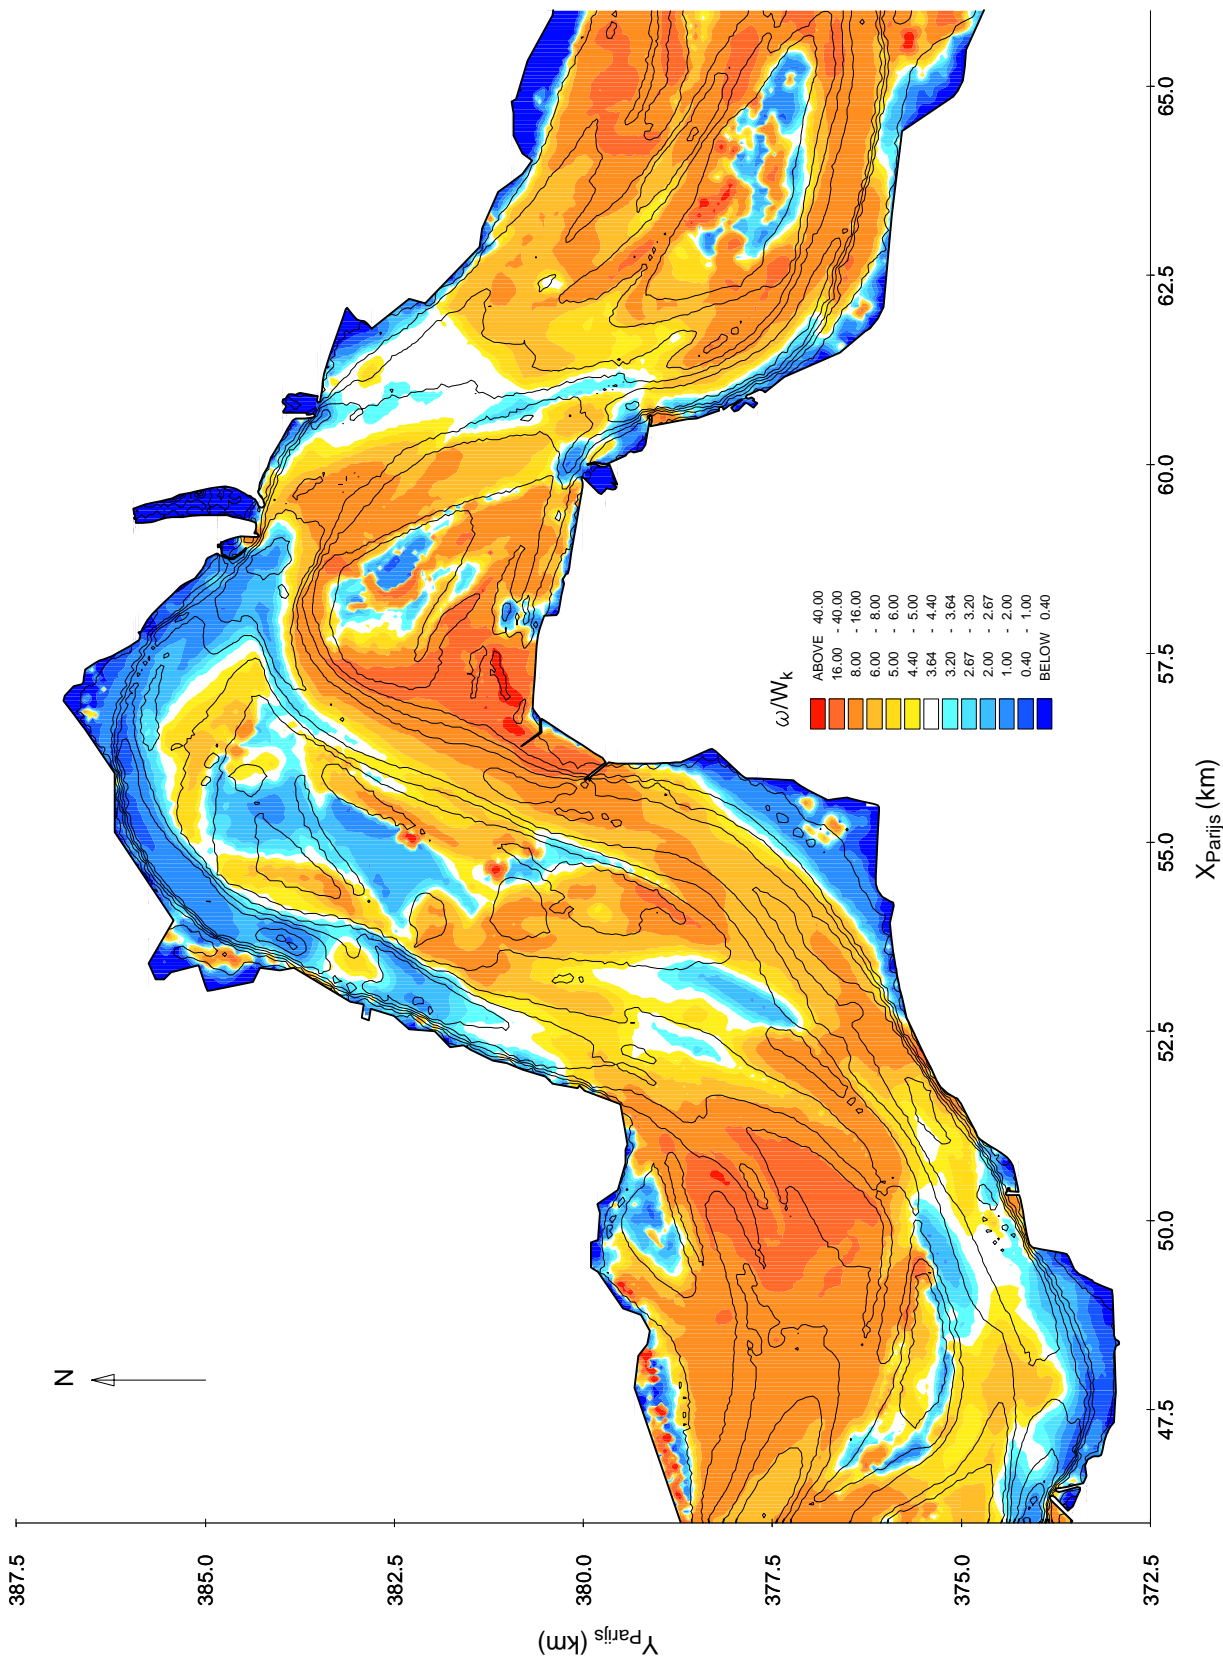 387.5
385.0
382.5
380.0
377.5
375.0
372.5
Y Parijs (km)
N
47.5
50.0
52.5
55.0
57.5
60.0
62.5
65.0
X Parijs (km)
ω/W k
ABOVE 40.00
16.00 - 40.00
8.00 - 16.00
6.00 - 8.00
5.00 - 6.00
4.40 - 5.00
3.64 - 4.40
3.20 - 3.64
2.67 - 3.20
2.00 - 2.67
1.00 - 2.00
0.40 - 1.00
BELOW 0.40